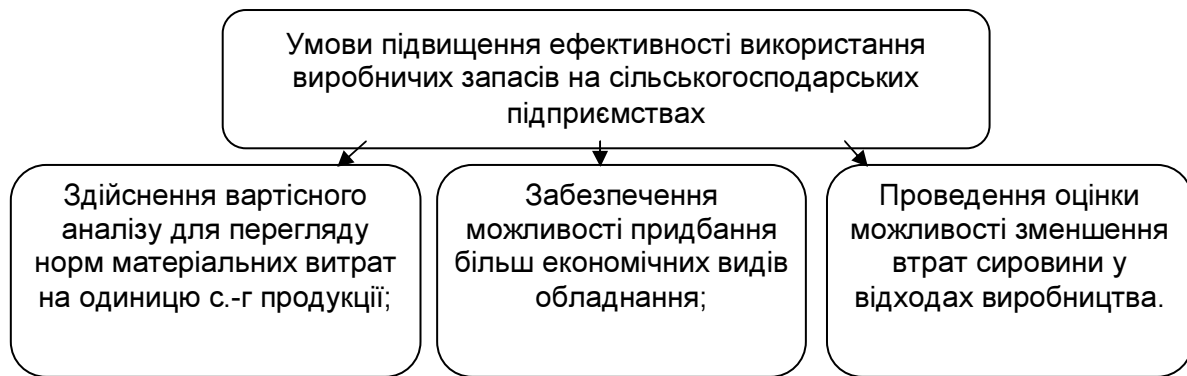 Умови підвищення ефективності використання
виробничих запасів на сільськогосподарських
підприємствах
Здійснення вартісного
аналізу для перегляду
норм матеріальних витрат
на одиницю с.-г продукції;
Забезпечення
можливості придбання
більш економічних видів
обладнання;
Проведення оцінки
можливості зменшення
втрат сировини у
відходах виробництва.